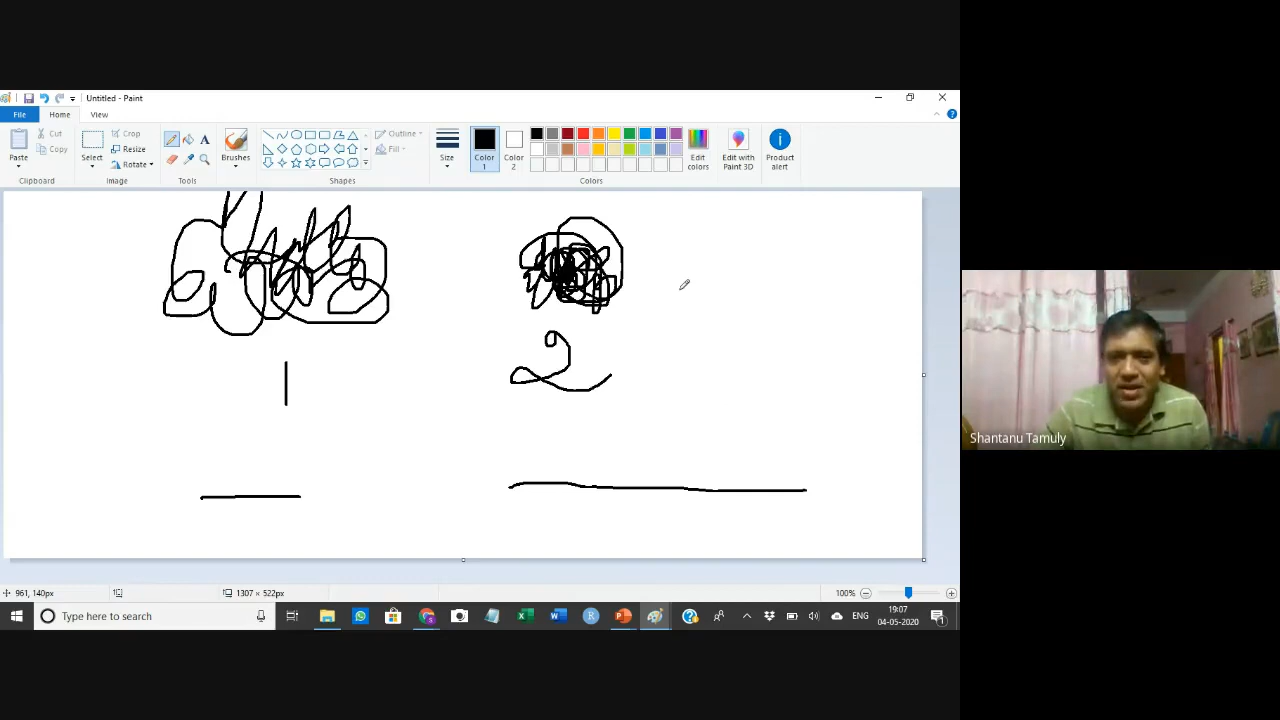 Untitled - Paint
File Home View
Paste
Cut
Copy
Clipboard
Select
Crop
Resize
Rotate
Image
Tools
Brushes
Shapes
Outline
Fill
Size
Color 1
Color 2
Colors
Edit colors
Edit with Paint 3D
Product alert
1 2
Shantanu Tamuly
961, 140px
1307 × 522px
100%
Type here to search
ENG
19:07
04-05-2020